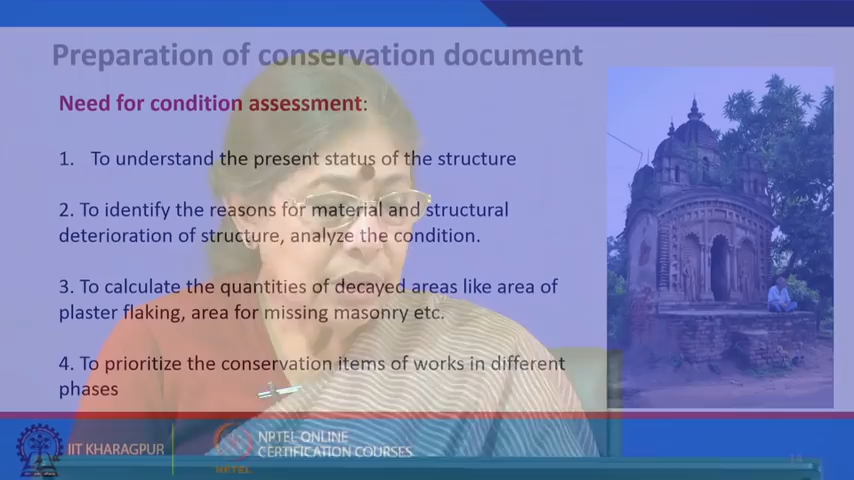 Preparation of conservation document
Need for condition assessment:
1. To understand the present status of the structure
2. To identify the reasons for material and structural
deterioration of structure, analyze the condition.
3. To calculate the quantities of decayed areas like area of
plaster flaking, area for missing masonry etc.
4. To prioritize the conservation items of works in different
phases
IIT KHARAGPUR
NPTEL ONLINE
CERTIFICATION COURSES
NPTEL